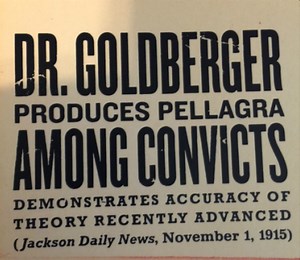 DR. GOLDBERGER
PRODUCES PELLAGRA
AMONG CONVICTS
DEMONSTRATES ACCURACY OF
THEORY RECENTLY ADVANCED
(Jackson Daily News, November 1, 1915)